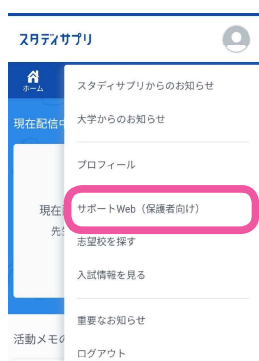 スタディサプリ
ホーム
現在配信中
現在
先
活動メモの
スタディサプリからのお知らせ
大学からのお知らせ
プロフィール
サポートWeb（保護者向け）
志望校を探す
入試情報を見る
重要なお知らせ
ログアウト